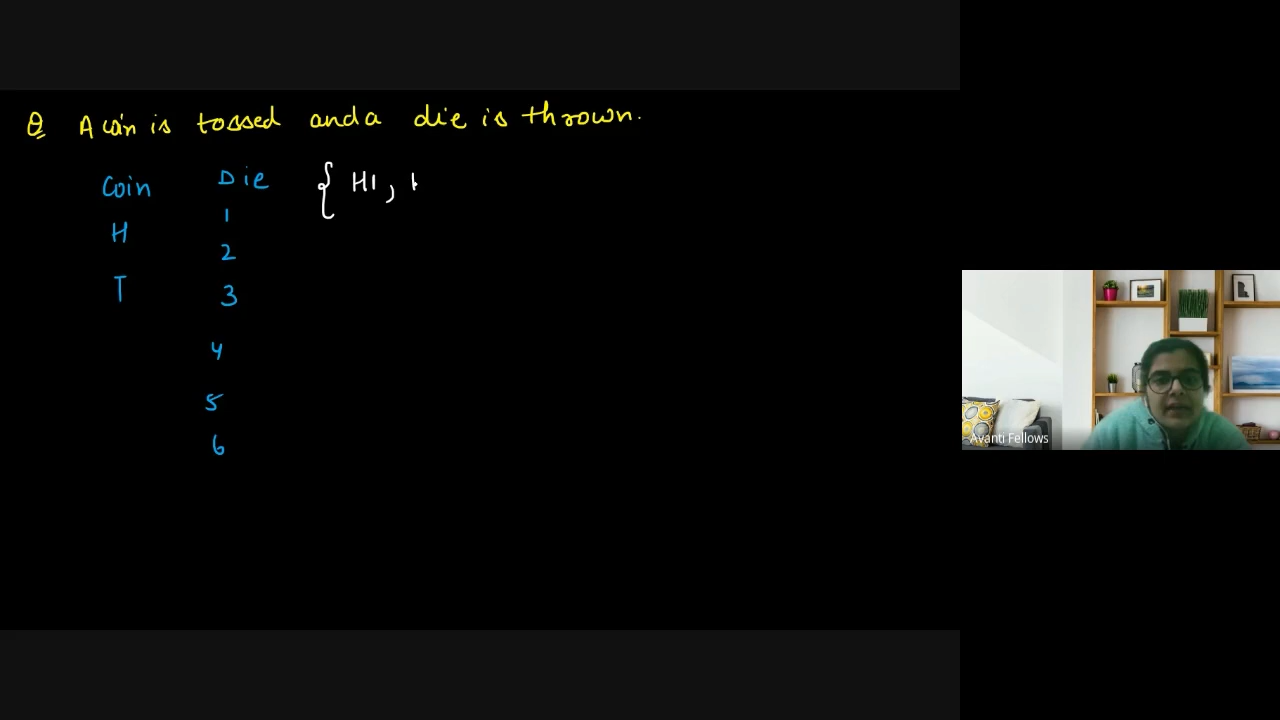 Q A coin is tossed and a die is thrown.
Coin Die { H1,
H 1
T 2
3
4
5
6
Avanti Fellows